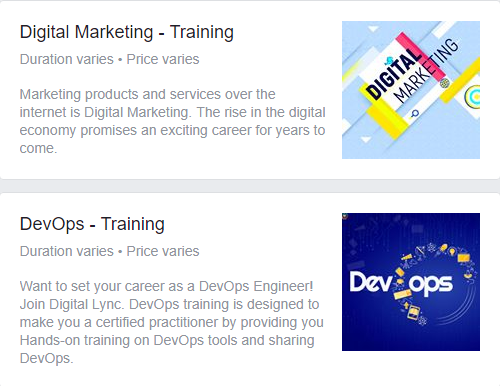 Digital Marketing - Training
Duration varies • Price varies
Marketing products and services over the
internet is Digital Marketing. The rise in the digital
economy promises an exciting career for years to
come.
DIGITAL
MARKETING
DevOps - Training
Duration varies • Price varies
Want to set your career as a DevOps Engineer!
Join Digital Lync. DevOps training is designed to
make you a certified practitioner by providing you
Hands-on training on DevOps tools and sharing
DevOps.
DevOps